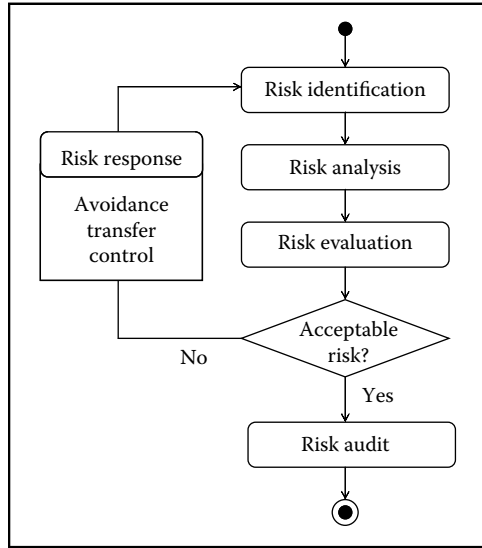 Risk identification
Risk response
Risk analysis
Avoidance
transfer
control
Risk evaluation
Acceptable
risk?
No
Yes
Risk audit